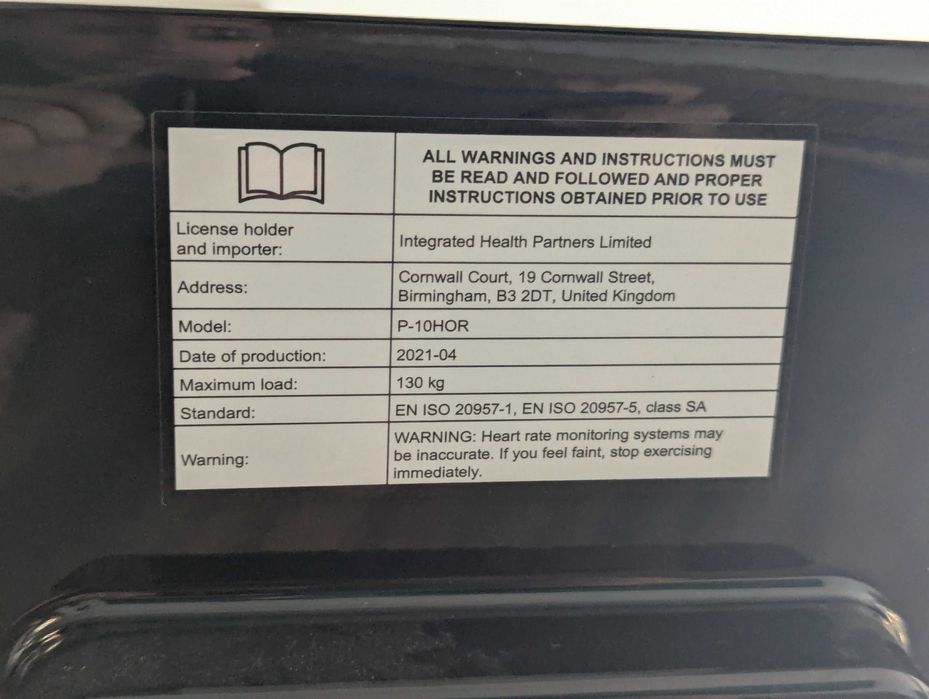 ALL WARNINGS AND INSTRUCTIONS MUST
BE READ AND FOLLOWED AND PROPER
INSTRUCTIONS OBTAINED PRIOR TO USE
License holder
and importer:
Integrated Health Partners Limited
Address:
Cornwall Court, 19 Cornwall Street,
Birmingham, B3 2DT, United Kingdom
Model:
P-10HOR
Date of production:
2021-04
Maximum load:
130 kg
Standard:
EN ISO 20957-1, EN ISO 20957-5, class SA
Warning:
WARNING: Heart rate monitoring systems may
be inaccurate. If you feel faint, stop exercising
immediately.